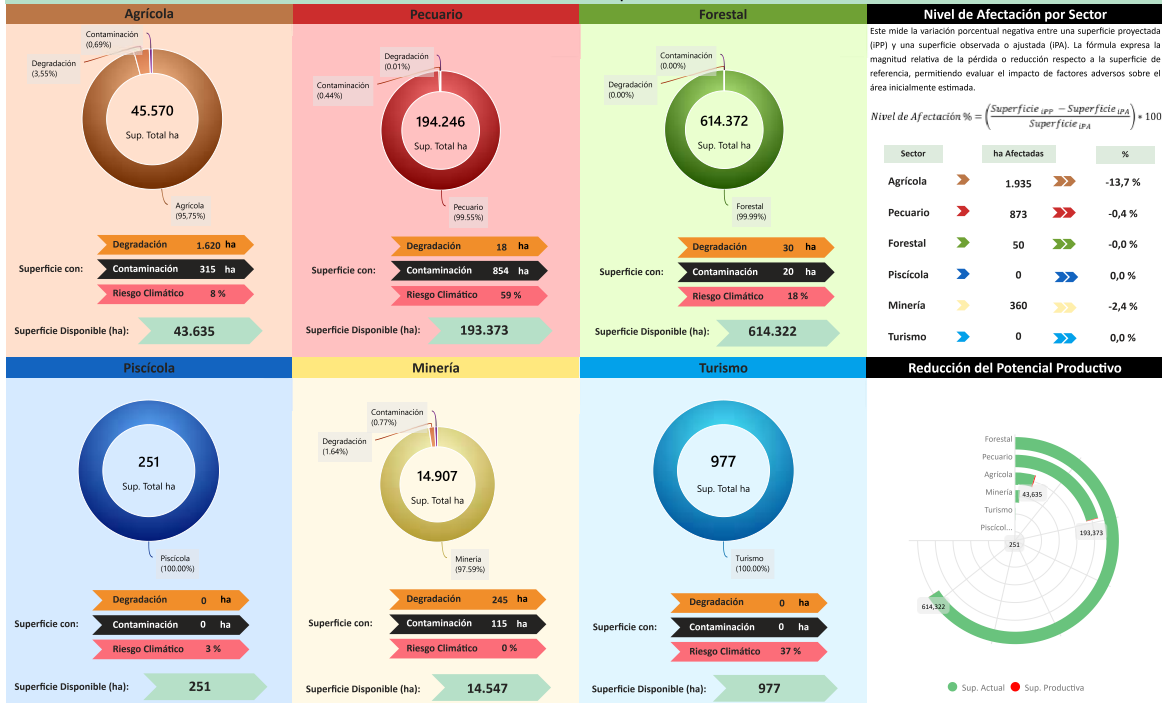 Agrícola
Contaminación
(0.69%)
Degradación
(3.55%)
45.570
Sup. Total ha
Agrícola
(95,75%)
Degradación 1.620 ha
Superficie con: Contaminación 315 ha
Riesgo Climático 8 %
Superficie Disponible (ha): 43.635
Pecuario
Degradación
(0.01%)
Contaminación
(0.44%)
194.246
Sup. Total ha
Pecuario
(99.55%)
Degradación 18 ha
Superficie con: Contaminación 854 ha
Riesgo Climático 59 %
Superficie Disponible (ha): 193.373
Forestal
Contaminación
(0.00%)
Degradación
(0.00%)
614.372
Sup. Total ha
Forestal
(99.99%)
Degradación 30 ha
Superficie con: Contaminación 20 ha
Riesgo Climático 18 %
Superficie Disponible (ha): 614.322
Nivel de Afectación por Sector
Este mide la variación porcentual negativa entre una superficie proyectada
(iPP) y una superficie observada o ajustada (iPA). La fórmula expresa la
magnitud relativa de la pérdida o reducción respecto a la superficie de
referencia, permitiendo evaluar el impacto de factores adversos sobre el
área inicialmente estimada.
Nivel de Afectación % = (Superficie iPP − Superficie iPA / Superficie iPA) * 100
Sector ha Afectadas %
Agrícola 1.935 -13,7 %
Pecuario 873 -0,4 %
Forestal 50 -0,0 %
Piscícola 0 0,0 %
Minería 360 -2,4 %
Turismo 0 0,0 %
Piscícola
251
Sup. Total ha
Piscícola
(100.00%)
Degradación 0 ha
Superficie con: Contaminación 0 ha
Riesgo Climático 3 %
Superficie Disponible (ha): 251
Minería
Contaminación
(0.77%)
Degradación
(1.64%)
14.907
Sup. Total ha
Minería
(97.59%)
Degradación 245 ha
Superficie con: Contaminación 115 ha
Riesgo Climático 0 %
Superficie Disponible (ha): 14.547
Turismo
977
Sup. Total ha
Turismo
(100.00%)
Degradación 0 ha
Superficie con: Contaminación 0 ha
Riesgo Climático 37 %
Superficie Disponible (ha): 977
Reducción del Potencial Productivo
Forestal
Pecuario
Agrícola
Minería 43,635
Turismo
Piscícol... 193,373
251
614,322
Sup. Actual Sup. Productiva